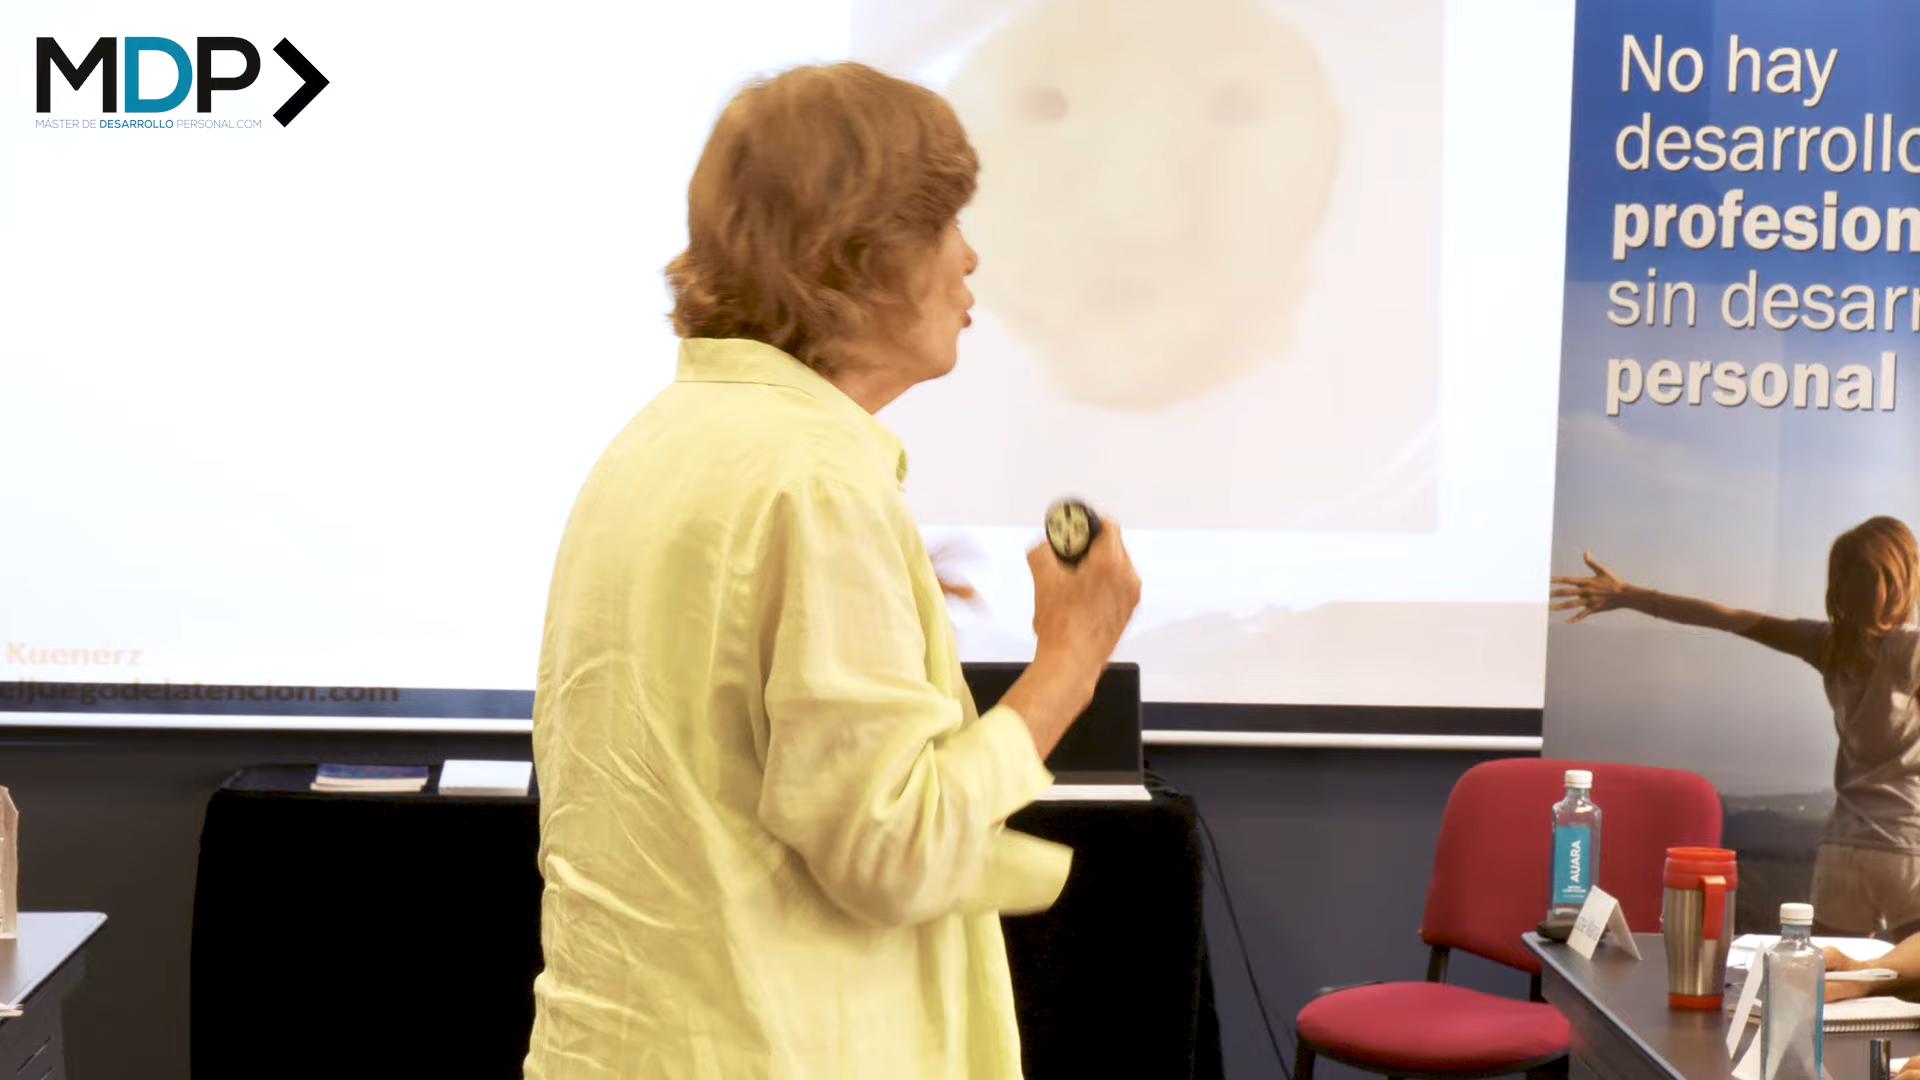 MDP
MÁSTER DE DESARROLLO PERSONAL.COM
No hay
desarrollo
profesion
sin desarr
personal
Kuenerz
eljuegodelatencion.com
AUARA